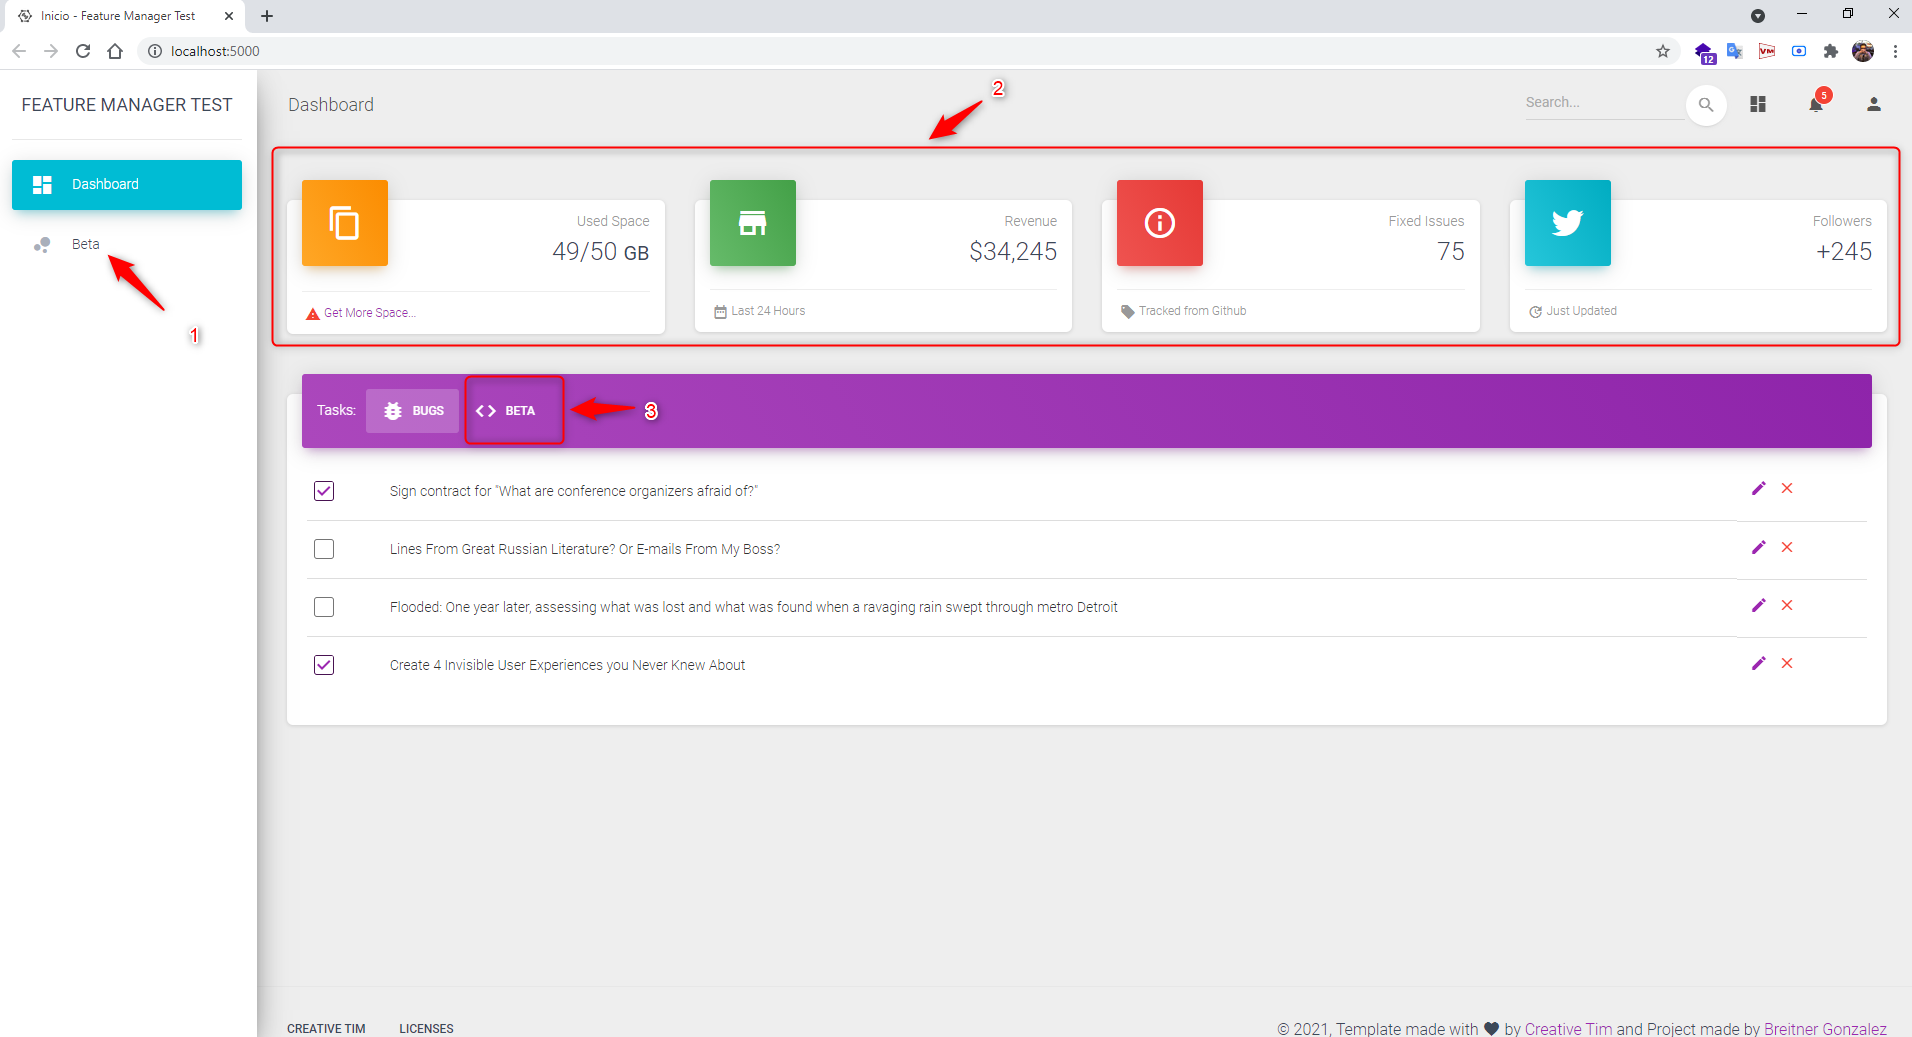 Inicio - Feature Manager Test
localhost:5000
12
VM
FEATURE MANAGER TEST
Dashboard
Beta
1
Dashboard
2
Search...
5
Used Space
49/50 GB
Get More Space...
Revenue
$34,245
Last 24 Hours
Fixed Issues
75
Tracked from Github
Followers
+245
Just Updated
Tasks: BUGS BETA
3
Sign contract for "What are conference organizers afraid of?"
Lines From Great Russian Literature? Or E-mails From My Boss?
Flooded: One year later, assessing what was lost and what was found when a ravaging rain swept through metro Detroit
Create 4 Invisible User Experiences you Never Knew About
CREATIVE TIM LICENSES
© 2021, Template made with by Creative Tim and Project made by Breitner Gonzalez